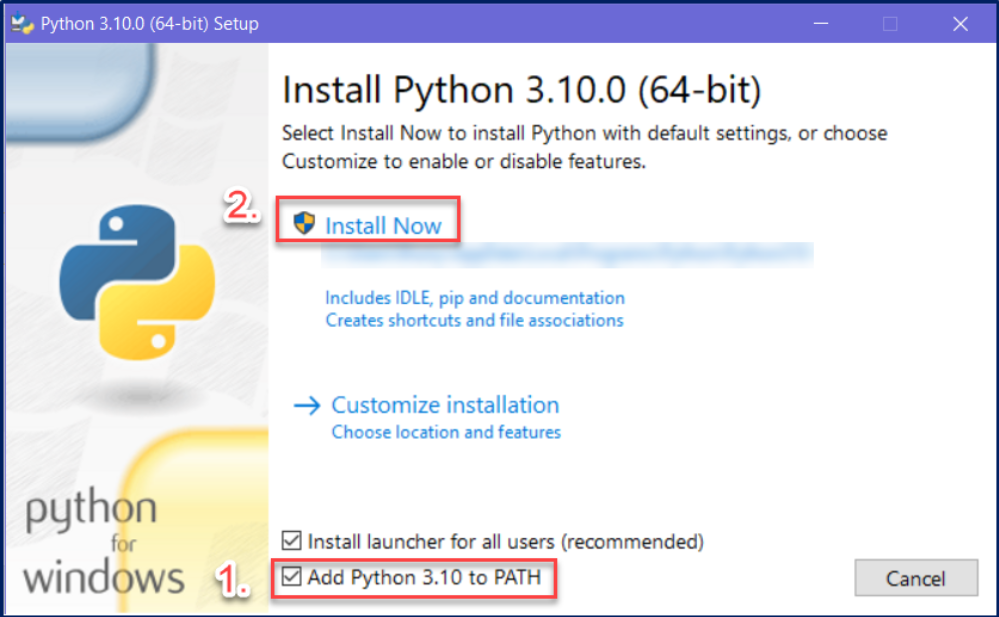 Python 3.10.0 (64-bit) Setup
Install Python 3.10.0 (64-bit)
Select Install Now to install Python with default settings, or choose
Customize to enable or disable features.
2.
Install Now
Includes IDLE, pip and documentation
Creates shortcuts and file associations
Customize installation
Choose location and features
python
for
windows
Install launcher for all users (recommended)
1.
Add Python 3.10 to PATH
Cancel